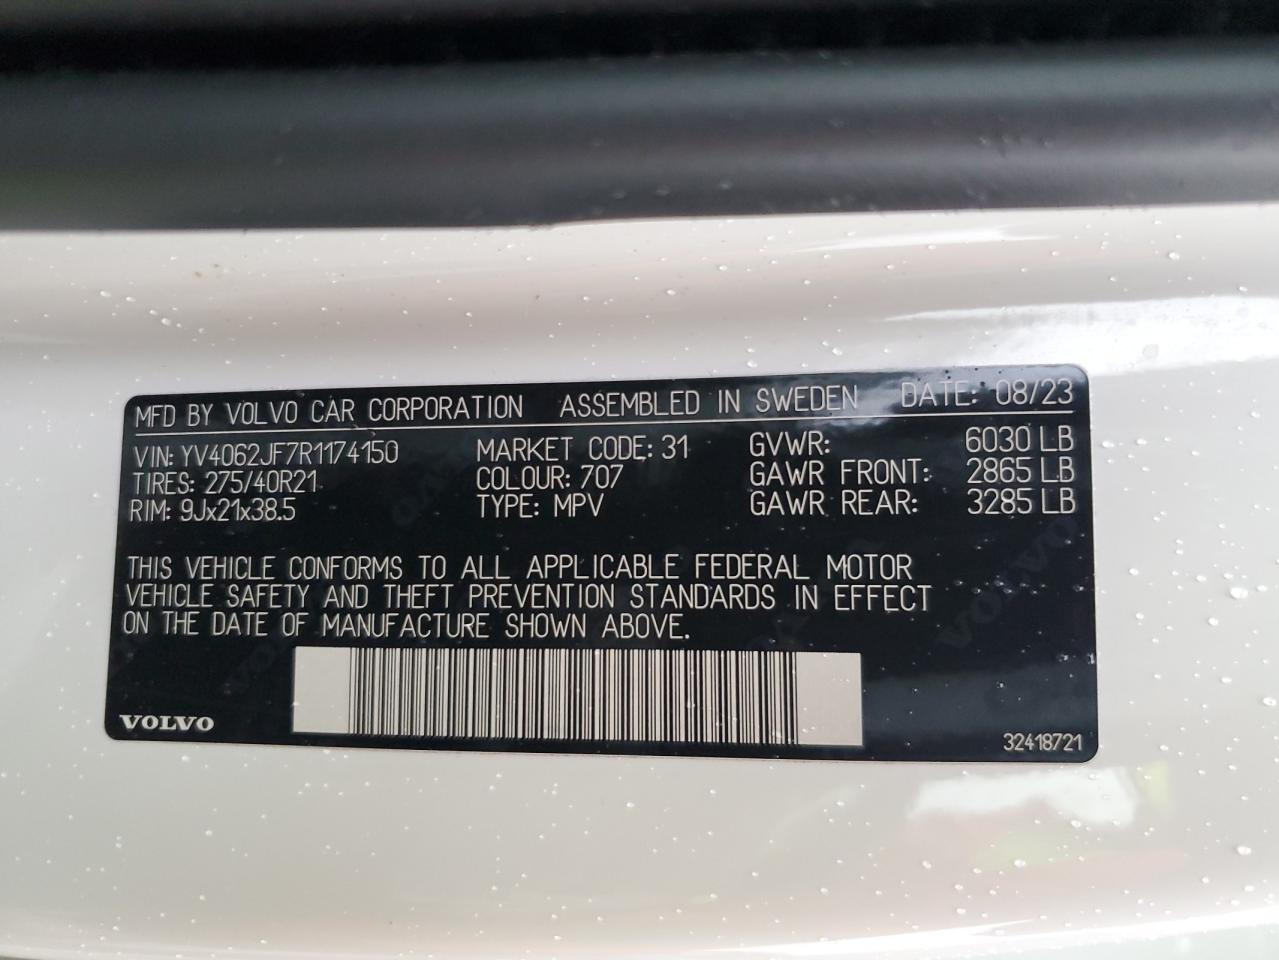 MFD BY VOLVO CAR CORPORATION ASSEMBLED IN SWEDEN DATE: 08/23
VIN: YV4062JF7R1174150 MARKET CODE: 31 GVWR: 6030 LB
TIRES: 275/40R21 COLOUR: 707 GAWR FRONT: 2865 LB
RIM: 9Jx21x38.5 TYPE: MPV GAWR REAR: 3285 LB
THIS VEHICLE CONFORMS TO ALL APPLICABLE FEDERAL MOTOR
VEHICLE SAFETY AND THEFT PREVENTION STANDARDS IN EFFECT
ON THE DATE OF MANUFACTURE SHOWN ABOVE.
VOLVO
32418721